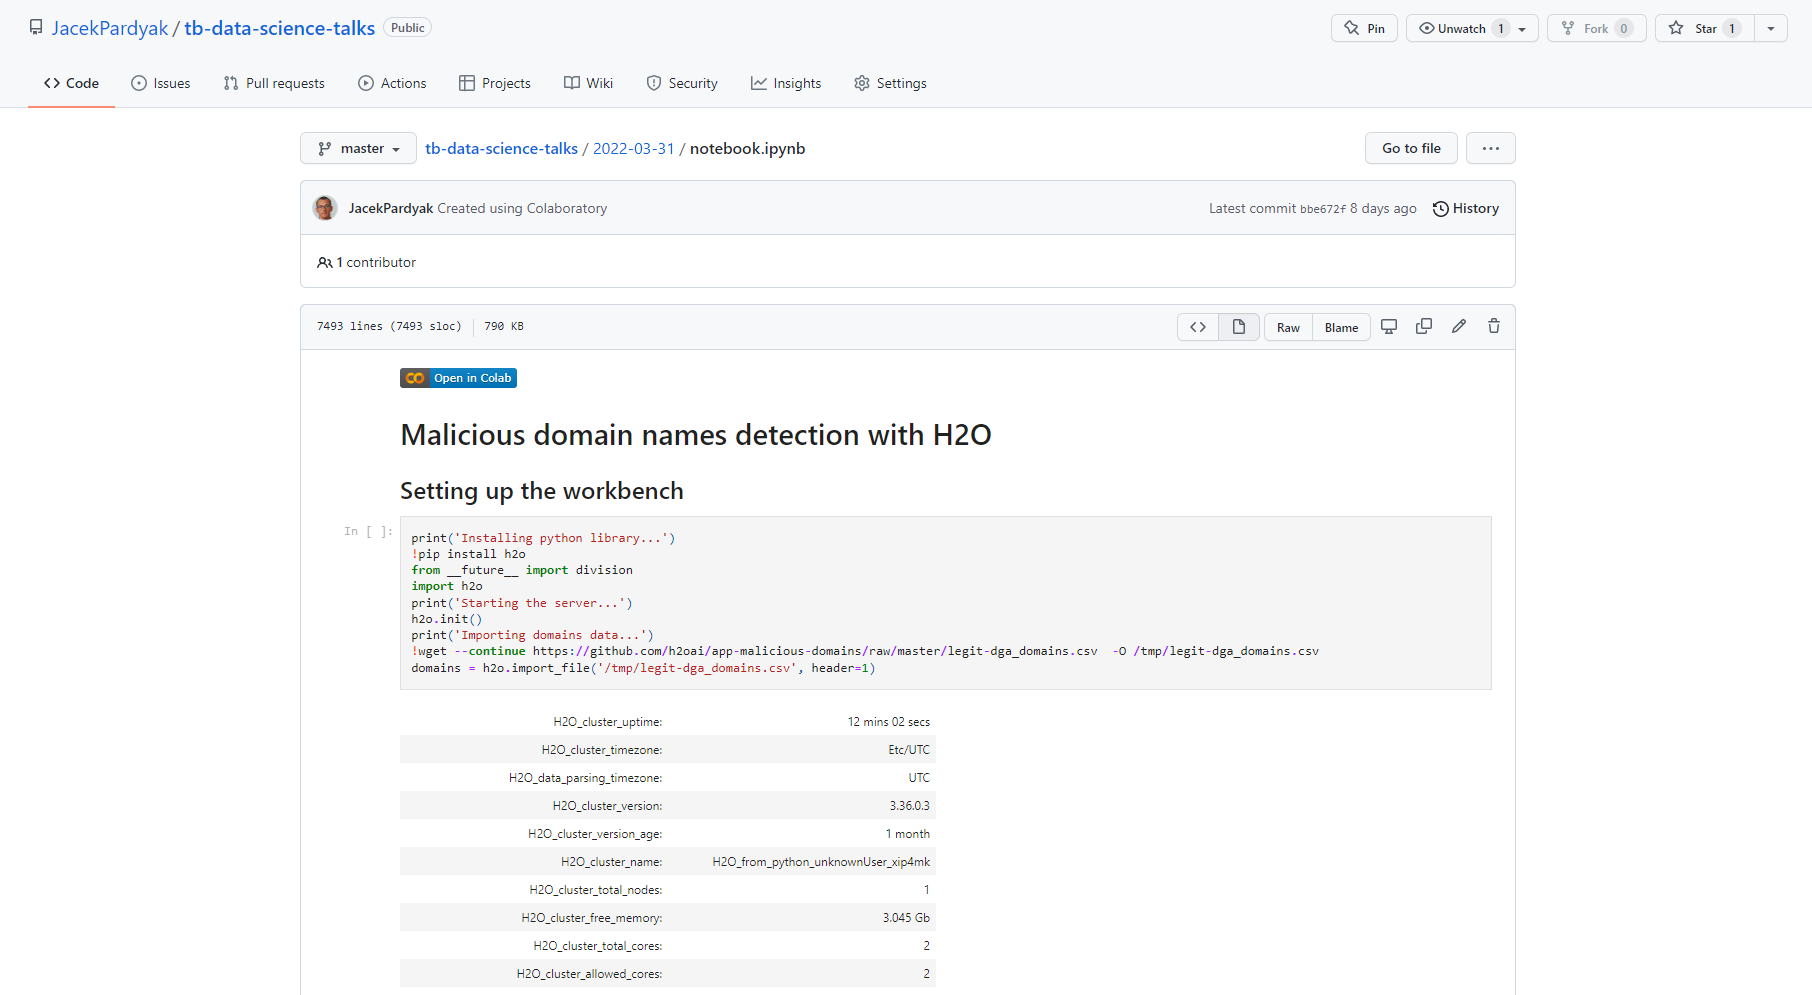 JacekPardyak / tb-data-science-talks Public
Pin Unwatch 1 Fork 0 Star 1
Code Issues Pull requests Actions Projects Wiki Security Insights Settings
master tb-data-science-talks / 2022-03-31 / notebook.ipynb Go to file ...
JacekPardyak Created using Colaboratory Latest commit bbe672f 8 days ago History
1 contributor
7493 lines (7493 sloc) 790 KB <> Raw Blame
CO Open in Colab
Malicious domain names detection with H2O
Setting up the workbench
In [ ]:
print('Installing python library...')
!pip install h2o
from __future__ import division
import h2o
print('Starting the server...')
h2o.init()
print('Importing domains data...')
!wget --continue https://github.com/h2oai/app-malicious-domains/raw/master/legit-dga_domains.csv  -O /tmp/legit-dga_domains.csv
domains = h2o.import_file('/tmp/legit-dga_domains.csv', header=1)
H2O_cluster_uptime: 12 mins 02 secs
H2O_cluster_timezone: Etc/UTC
H2O_data_parsing_timezone: UTC
H2O_cluster_version: 3.36.0.3
H2O_cluster_version_age: 1 month
H2O_cluster_name: H2O_from_python_unknownUser_xip4mk
H2O_cluster_total_nodes: 1
H2O_cluster_free_memory: 3.045 Gb
H2O_cluster_total_cores: 2
H2O_cluster_allowed_cores: 2